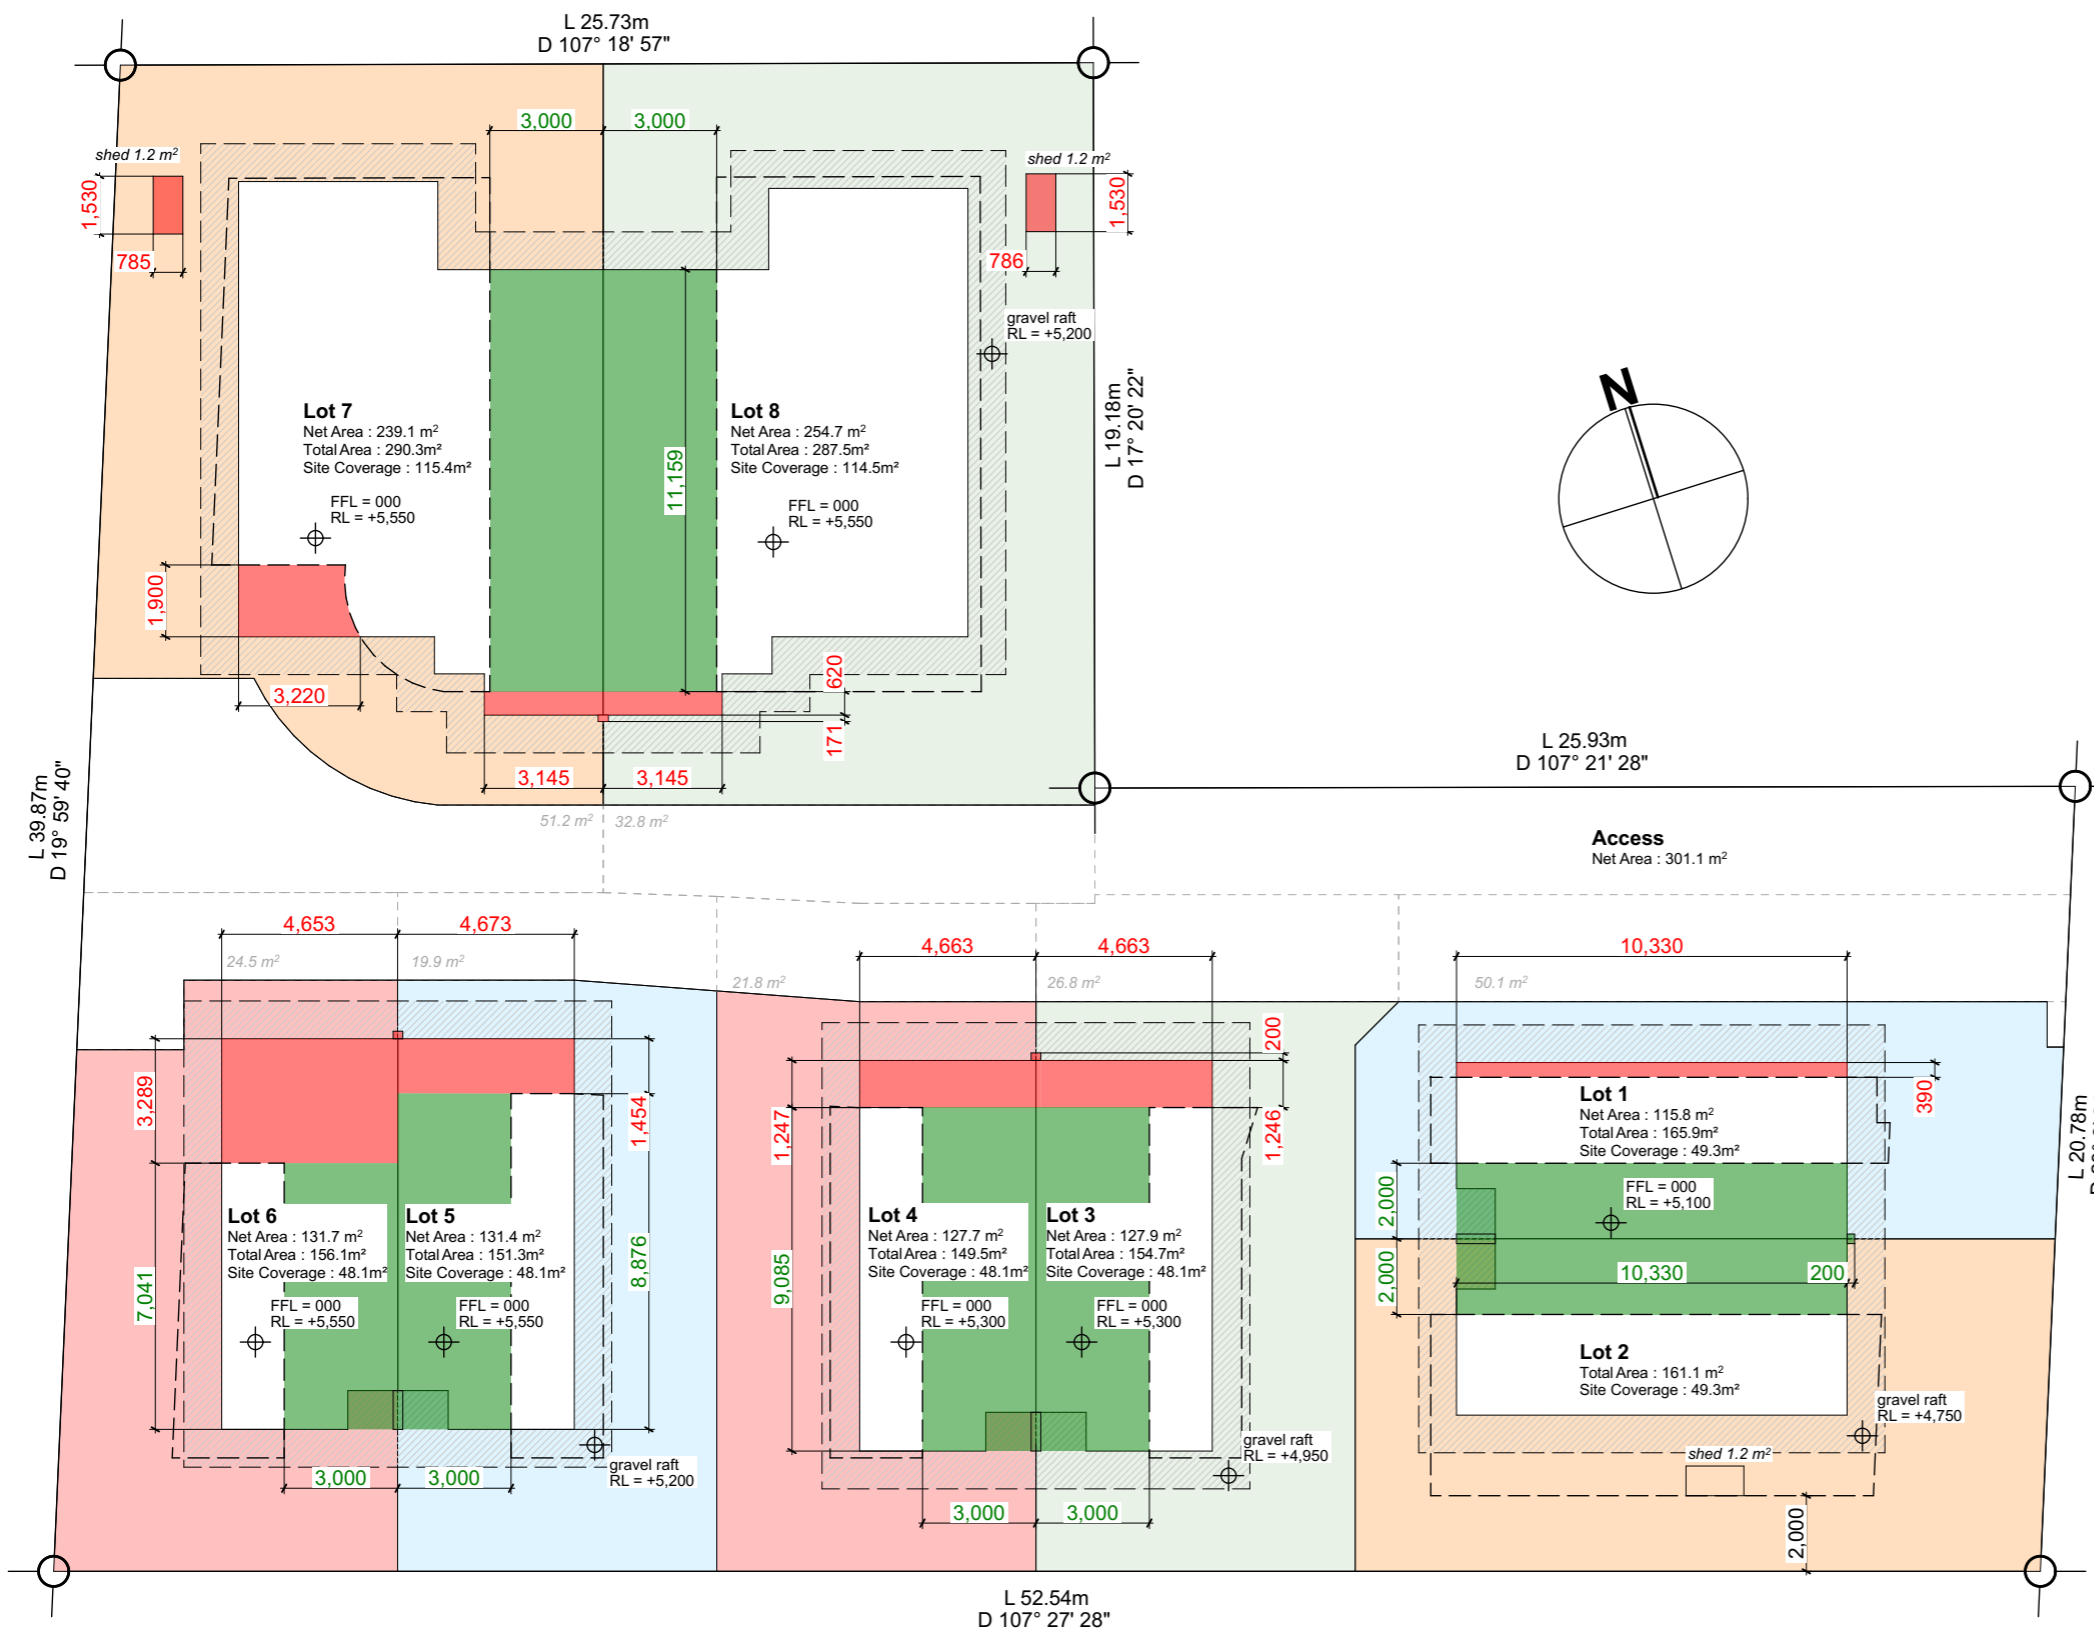 L 25.73m
D 107° 18' 57"
3,000
3,000
shed 1.2 m²
shed 1.2 m²
1,530
1,530
785
786
gravel raft
RL = +5,200
N
L 19.18m
D 17° 20' 22"
Lot 7
Net Area : 239.1 m²
Total Area : 290.3m²
Site Coverage : 115.4m²
Lot 8
Net Area : 254.7 m²
Total Area : 287.5m²
Site Coverage : 114.5m²
11,159
FFL = 000
RL = +5,550
FFL = 000
RL = +5,550
1,900
3,220
620
171
3,145
3,145
L 39.87m
D 19° 59' 40"
L 25.93m
D 107° 21' 28"
51.2 m²
32.8 m²
Access
Net Area : 301.1 m²
4,653
4,673
4,663
4,663
10,330
24.5 m²
19.9 m²
21.8 m²
26.8 m²
50.1 m²
200
3,289
1,454
1,247
1,246
390
L 20.78m
Lot 1
Net Area : 115.8 m²
Total Area : 165.9m²
Site Coverage : 49.3m²
FFL = 000
RL = +5,100
2,000
2,000
10,330
200
Lot 6
Net Area : 131.7 m²
Total Area : 156.1m²
Site Coverage : 48.1m²
Lot 5
Net Area : 131.4 m²
Total Area : 151.3m²
Site Coverage : 48.1m²
Lot 4
Net Area : 127.7 m²
Total Area : 149.5m²
Site Coverage : 48.1m²
Lot 3
Net Area : 127.9 m²
Total Area : 154.7m²
Site Coverage : 48.1m²
7,041
8,876
9,085
FFL = 000
RL = +5,550
FFL = 000
RL = +5,550
FFL = 000
RL = +5,300
FFL = 000
RL = +5,300
Lot 2
Total Area : 161.1 m²
Site Coverage : 49.3m²
gravel raft
RL = +4,750
shed 1.2 m²
gravel raft
RL = +4,950
gravel raft
RL = +5,200
3,000
3,000
3,000
3,000
2,000
L 52.54m
D 107° 27' 28"